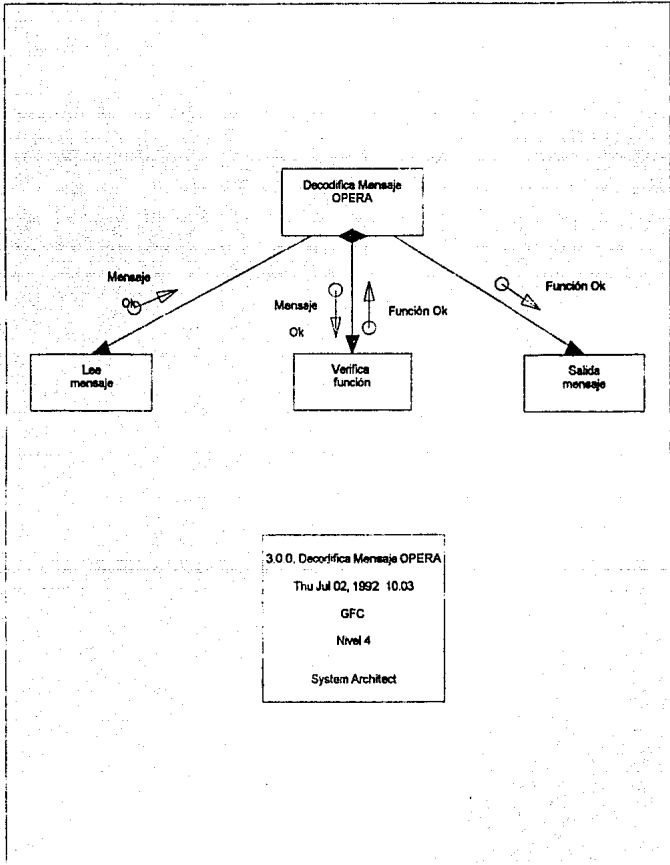 Decodifica Mensaje
OPERA
Mensaje
Ok
Mensaje
Ok
Función Ok
Función Ok
Lee
mensaje
Verifica
función
Salida
mensaje
3.0.0. Decodifica Mensaje OPERA
Thu Jul 02, 1992 10.03
GFC
Nivel 4
System Architect